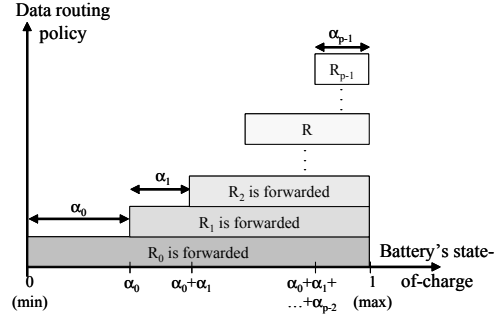 Data routing
policy
αp-1
Rp-1
R
α1
R2 is forwarded
α0
R1 is forwarded
R0 is forwarded
Battery's state-
of-charge
0
(min)
α0
α0+α1
α0+α1+
...+αp-2
1
(max)